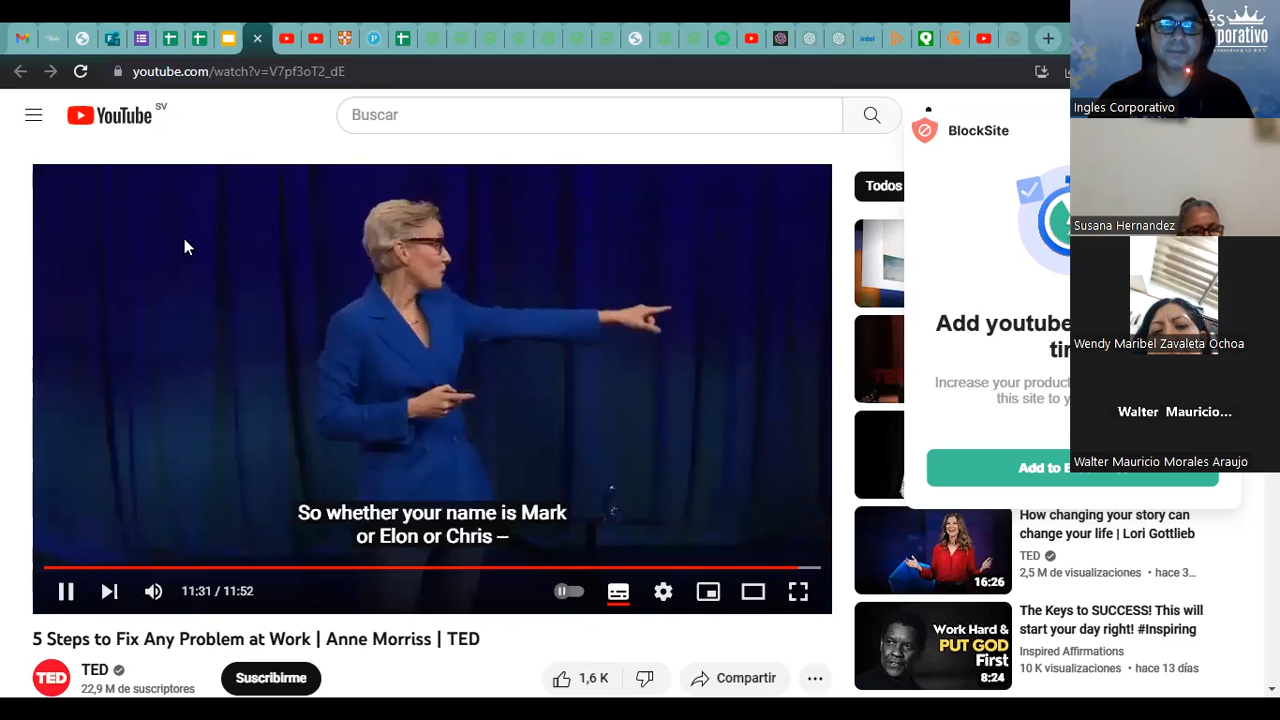 youtube.com/watch?v=V7pf3oT2_dE
YouTube SV
Buscar
BlockSite
Todos
Add youtube
Increase your product
this site to y
Add to
So whether your name is Mark
or Elon or Chris –
11:31 / 11:52
5 Steps to Fix Any Problem at Work | Anne Morriss | TED
TED
TED
22,9 M de suscriptores
Suscribirme
1,6 K
Compartir
How changing your story can
change your life | Lori Gottlieb
TED
2,5 M de visualizaciones • hace 3...
16:26
The Keys to SUCCESS! This will
start your day right! #Inspiring
Inspired Affirmations
10 K visualizaciones • hace 13 días
Work Hard &
PUT GOD
First
8:24
és
orporativo
Ingles Corporativo
Susana Hernandez
Wendy Maribel Zavaleta Ochoa
Walter Mauricio...
Walter Mauricio Morales Araujo